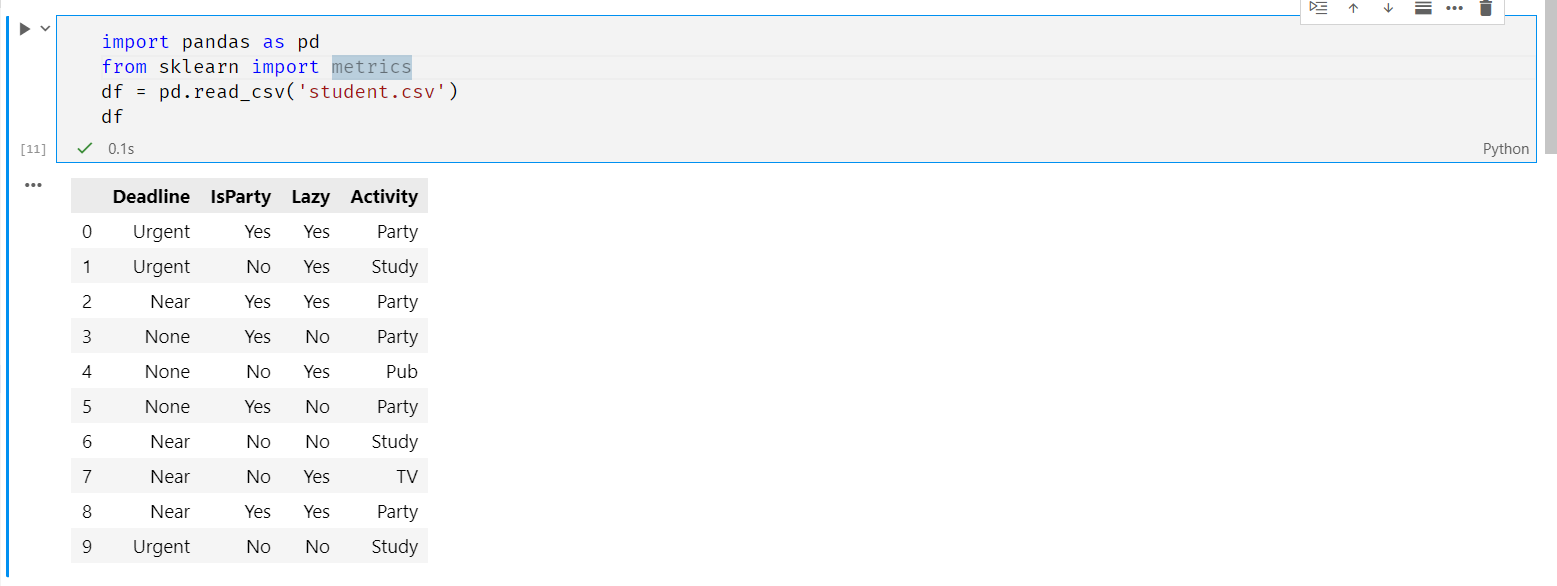 import pandas as pd
from sklearn import metrics
df = pd.read_csv('student.csv')
df
[11] 0.1s Python
Deadline IsParty Lazy Activity
0 Urgent Yes Yes Party
1 Urgent No Yes Study
2 Near Yes Yes Party
3 None Yes No Party
4 None No Yes Pub
5 None Yes No Party
6 Near No No Study
7 Near No Yes TV
8 Near Yes Yes Party
9 Urgent No No Study